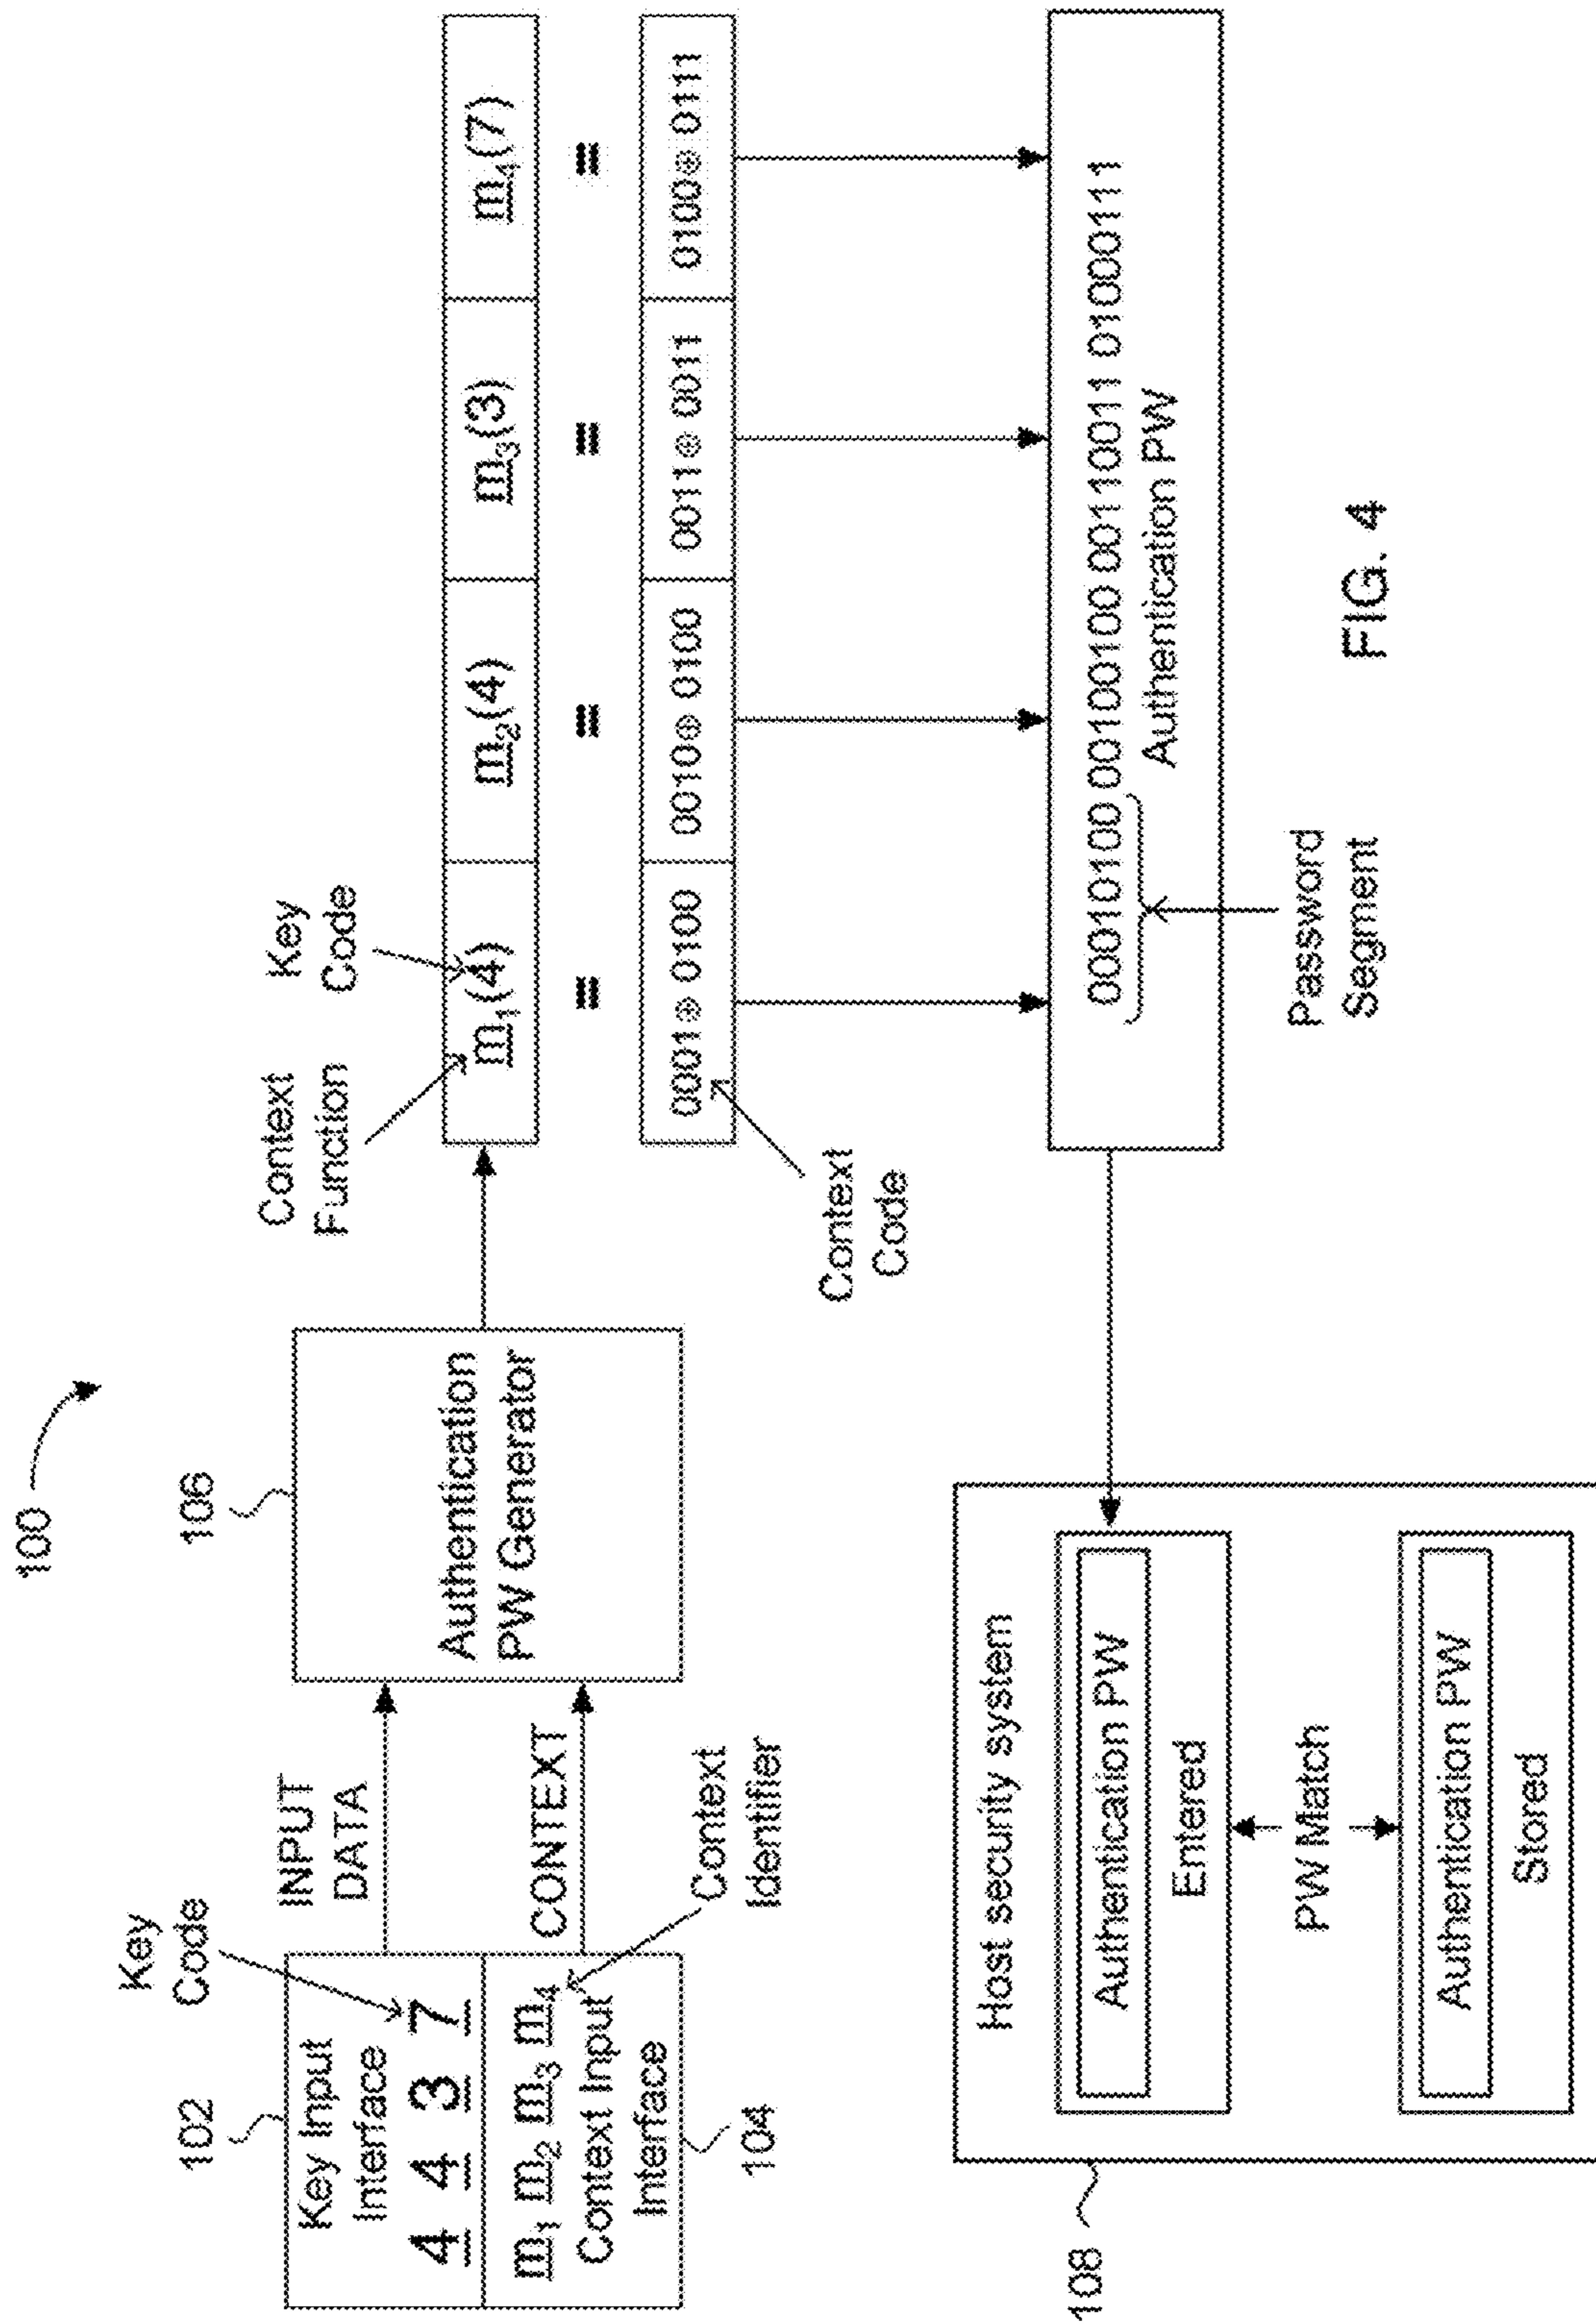 100
102
Key Input
Interface
4 4 3 7
Key
Code
m1 m2 m3 m4
Context Input
Interface
104
INPUT
DATA
CONTEXT
Context
Identifier
106
Authentication
PW Generator
Context
Function
Key
Code
m1(4) m2(4) m3(3) m4(7)
= = = =
0001⊕0100 0010⊕0100 0011⊕0011 0100⊕0111
Context
Code
00010100 00100100 00110011 01000111
Authentication PW
Password
Segment
108
Host security system
Authentication PW
Entered
PW Match
Authentication PW
Stored
FIG. 4